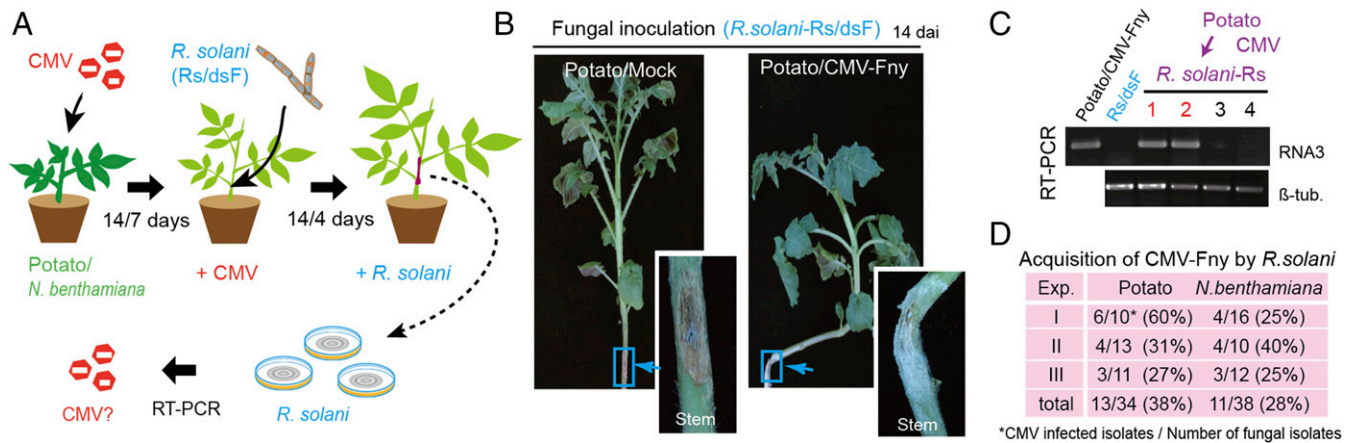 A
CMV
R. solani
(Rs/dsF)
14/7 days
14/4 days
Potato/
N. benthamiana
+ CMV
+ R. solani
CMV?
RT-PCR
R. solani
B
Fungal inoculation (R.solani-Rs/dsF) 14 dai
Potato/Mock
Potato/CMV-Fny
Stem
Stem
C
Potato/CMV-Fny
Rs/dsF
Potato
CMV
R. solani-Rs
1 2 3 4
RT-PCR
RNA3
ß-tub.
D
Acquisition of CMV-Fny by R.solani
Exp. Potato N.benthamiana
I 6/10* (60%) 4/16 (25%)
II 4/13 (31%) 4/10 (40%)
III 3/11 (27%) 3/12 (25%)
total 13/34 (38%) 11/38 (28%)
*CMV infected isolates / Number of fungal isolates